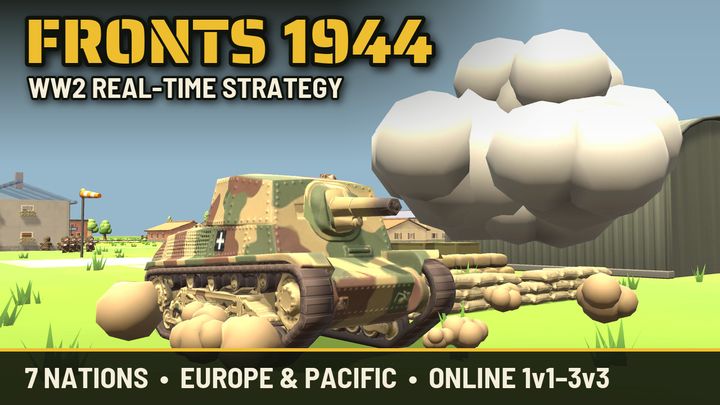 FRONTS 1944
WW2 REAL-TIME STRATEGY
7 NATIONS • EUROPE & PACIFIC • ONLINE 1v1–3v3